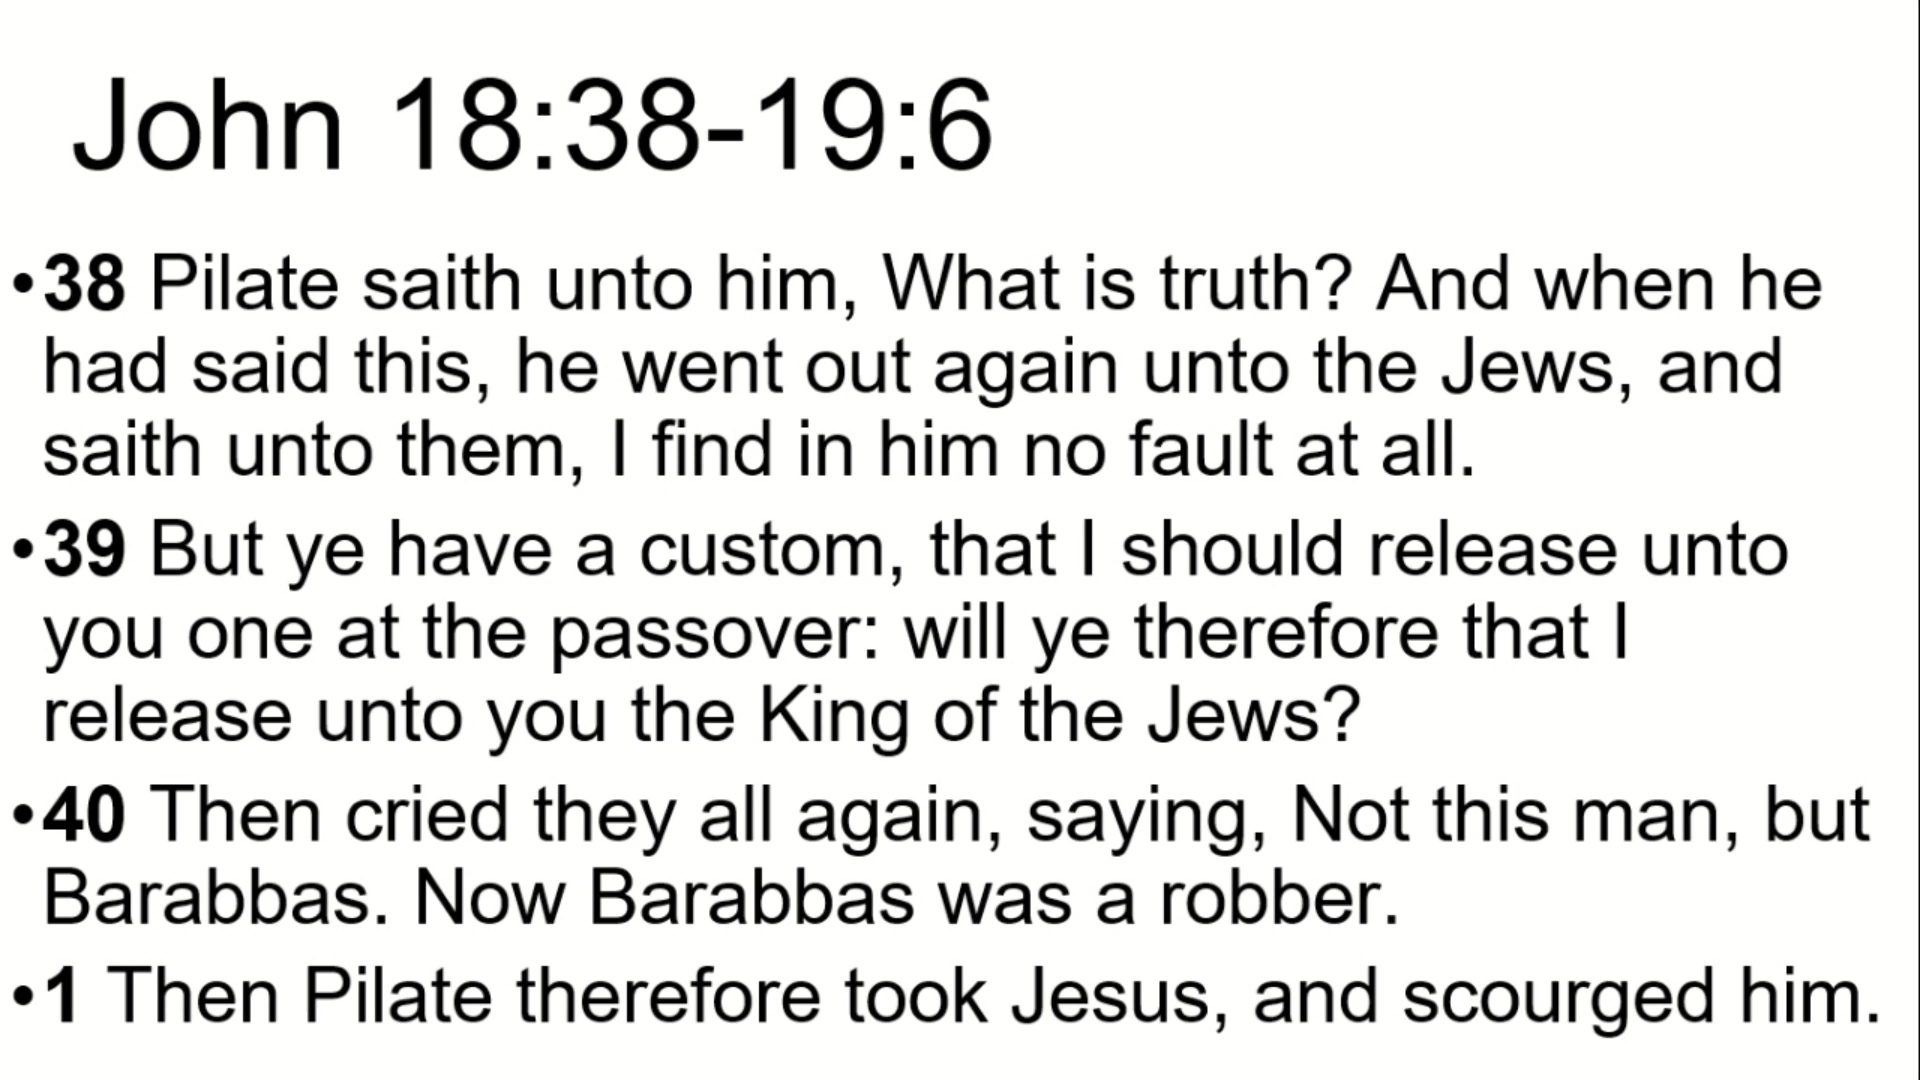 John 18:38-19:6
•38 Pilate saith unto him, What is truth? And when he
had said this, he went out again unto the Jews, and
saith unto them, I find in him no fault at all.
•39 But ye have a custom, that I should release unto
you one at the passover: will ye therefore that I
release unto you the King of the Jews?
•40 Then cried they all again, saying, Not this man, but
Barabbas. Now Barabbas was a robber.
•1 Then Pilate therefore took Jesus, and scourged him.